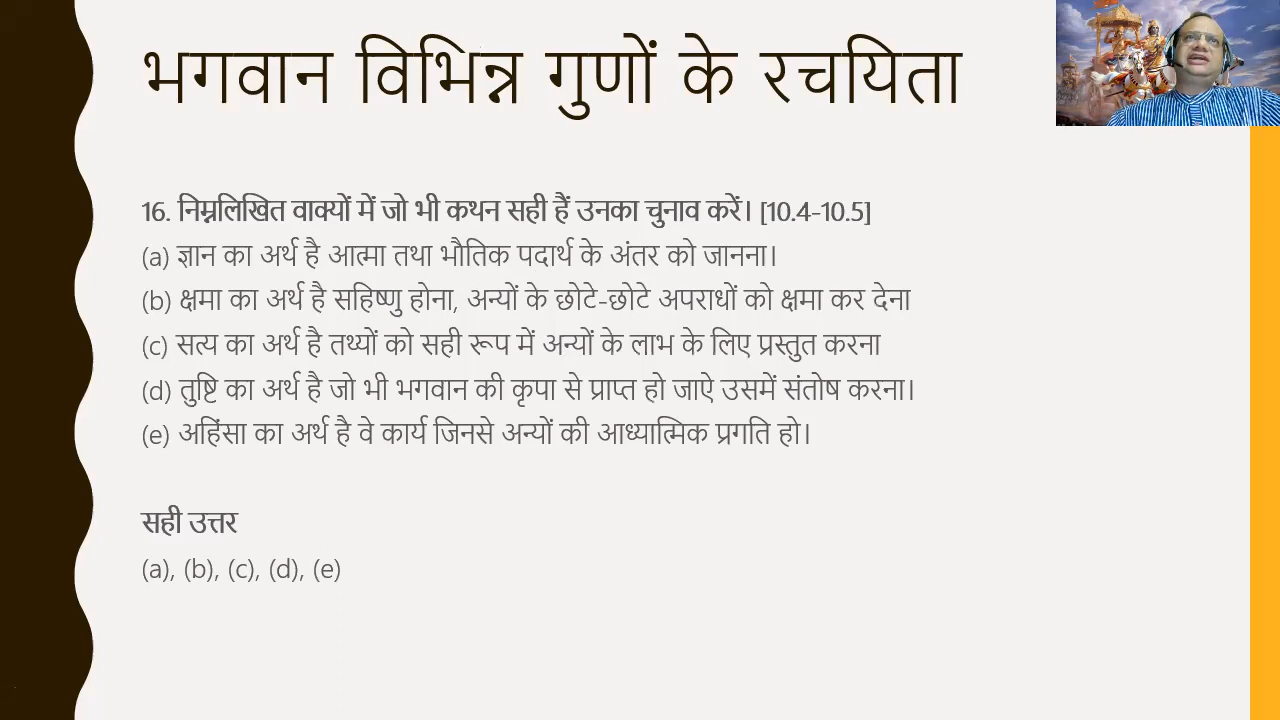 भगवान विभिन्न गुणों के रचयिता
16. निम्नलिखित वाक्यों में जो भी कथन सही हैं उनका चुनाव करें। [10.4-10.5]
(a) ज्ञान का अर्थ है आत्मा तथा भौतिक पदार्थ के अंतर को जानना।
(b) क्षमा का अर्थ है सहिष्णु होना, अन्यों के छोटे-छोटे अपराधों को क्षमा कर देना
(c) सत्य का अर्थ है तथ्यों को सही रूप में अन्यों के लाभ के लिए प्रस्तुत करना
(d) तुष्टि का अर्थ है जो भी भगवान की कृपा से प्राप्त हो जाऐ उसमें संतोष करना।
(e) अहिंसा का अर्थ है वे कार्य जिनसे अन्यों की आध्यात्मिक प्रगति हो।
सही उत्तर
(a), (b), (c), (d), (e)